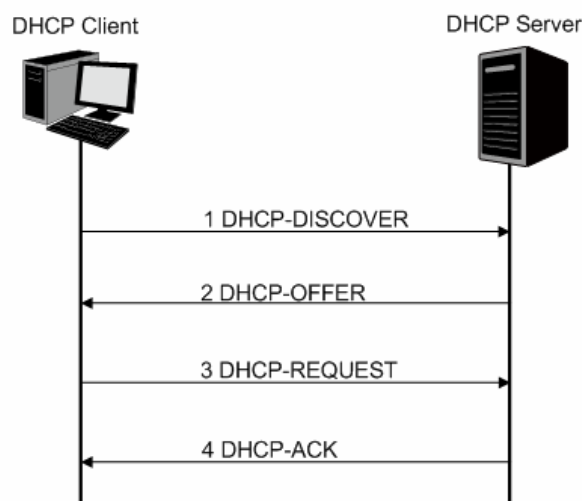 DHCP Client
DHCP Server
1 DHCP-DISCOVER
2 DHCP-OFFER
3 DHCP-REQUEST
4 DHCP-ACK